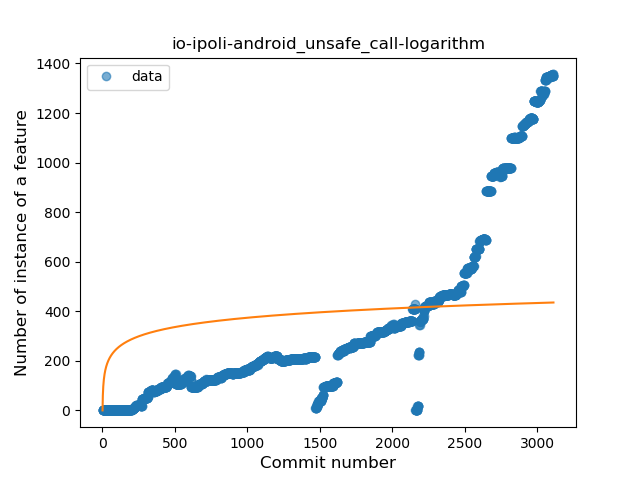 io-ipoli-android_unsafe_call-logarithm
data
Number of instance of a feature
1400
1200
1000
800
600
400
200
0
0 500 1000 1500 2000 2500 3000
Commit number